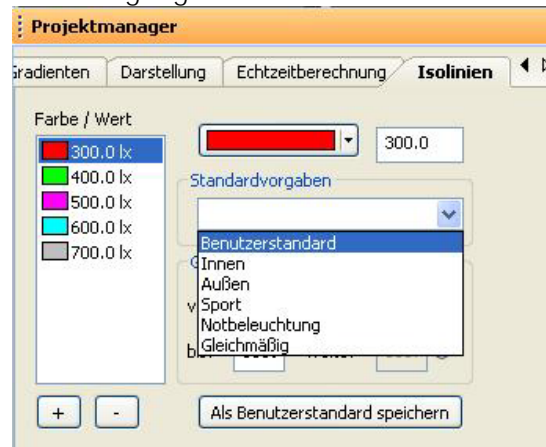 Projektmanager
Darstellung Echtzeitberechnung Isolinien
Farbe / Wert
300.0
300.0 lx
400.0 lx
500.0 lx
600.0 lx
700.0 lx
Standardvorgaben
Benutzerstandard
Innen
Außen
Sport
Notbeleuchtung
Gleichmäßig
+ -
Als Benutzerstandard speichern